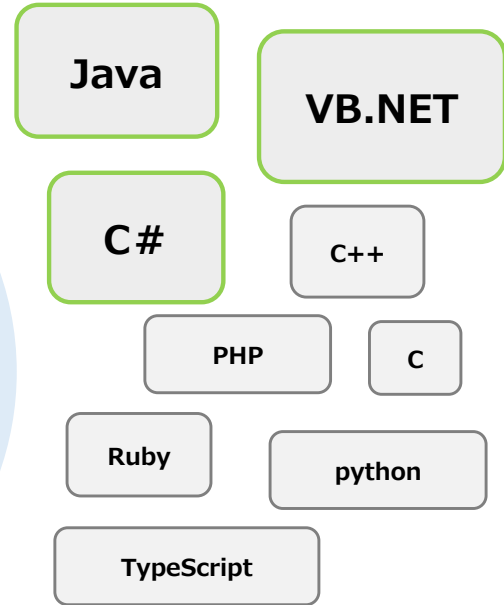 Java
VB.NET
C#
C++
PHP
C
Ruby
python
TypeScript